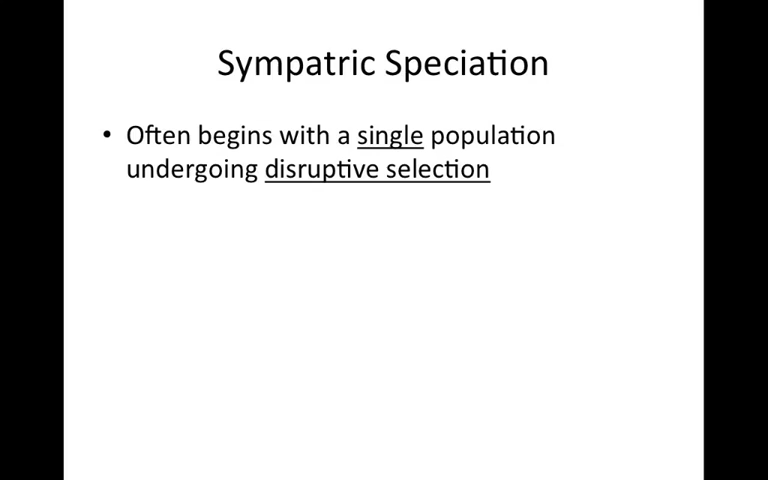 Sympatric Speciation
• Often begins with a single population
undergoing disruptive selection